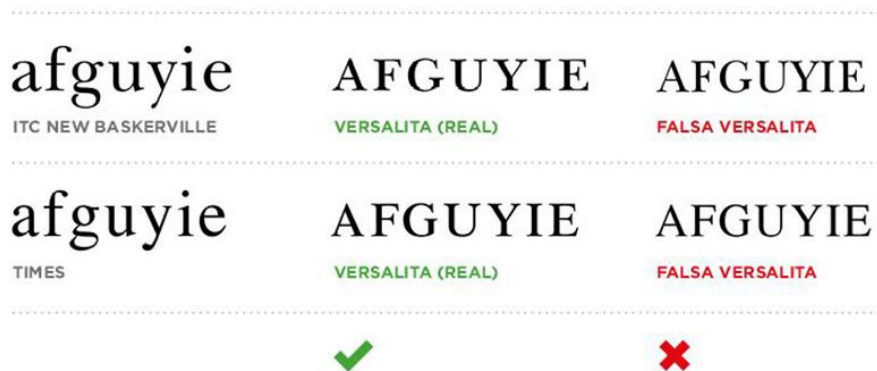 afguyie AFGUYIE AFGUYIE
ITC NEW BASKERVILLE VERSALITA (REAL) FALSA VERSALITA
afguyie AFGUYIE AFGUYIE
TIMES VERSALITA (REAL) FALSA VERSALITA